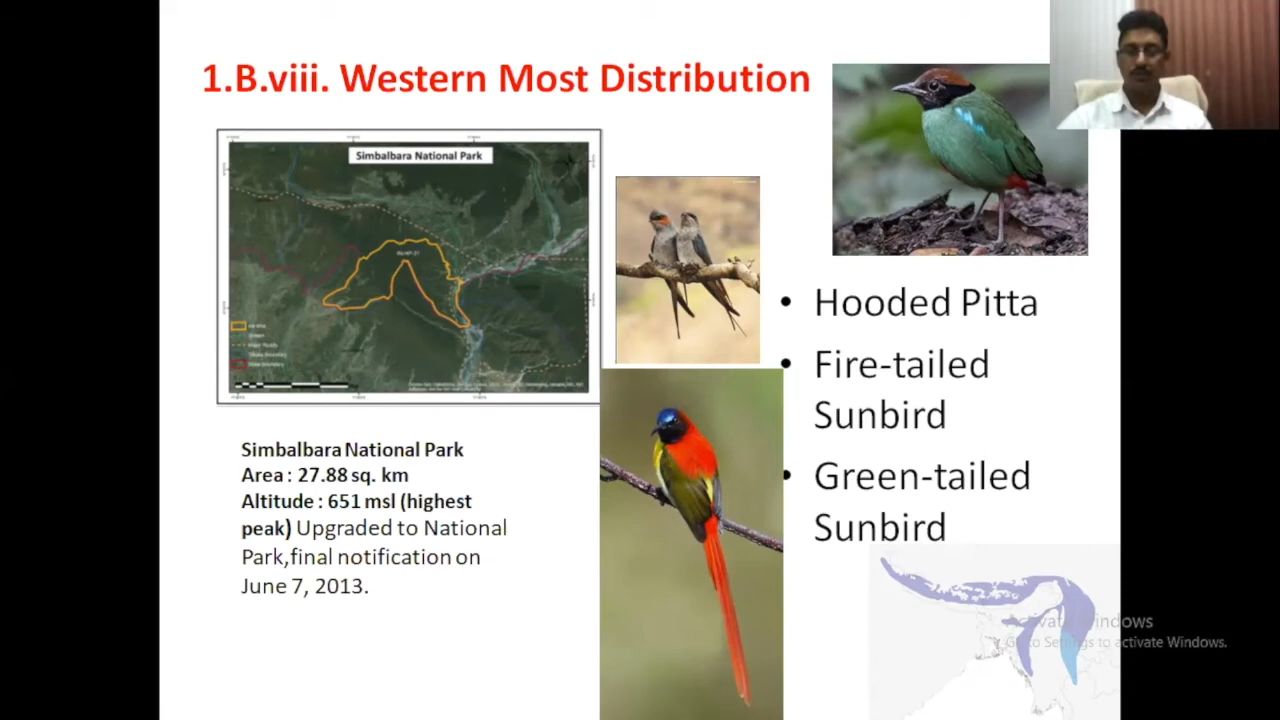 1.B.viii. Western Most Distribution
Simbalbara National Park
Simbalbara National Park
Area : 27.88 sq. km
Altitude : 651 msl (highest
peak) Upgraded to National
Park,final notification on
June 7, 2013.
• Hooded Pitta
• Fire-tailed
Sunbird
• Green-tailed
Sunbird
Activate Windows
Go to Settings to activate Windows.